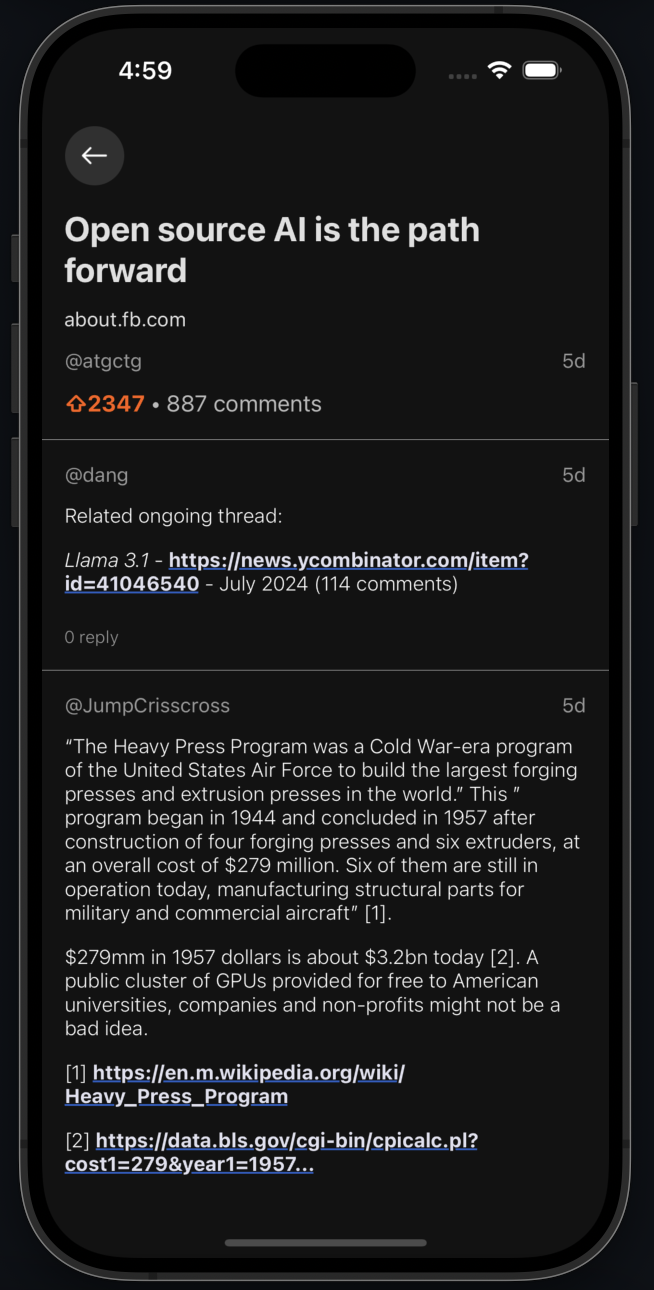 4:59
Open source AI is the path
forward
about.fb.com
@atgctg 5d
2347 • 887 comments
@dang 5d
Related ongoing thread:
Llama 3.1 - https://news.ycombinator.com/item?
id=41046540 - July 2024 (114 comments)
0 reply
@JumpCrisscross 5d
“The Heavy Press Program was a Cold War-era program
of the United States Air Force to build the largest forging
presses and extrusion presses in the world.” This ”
program began in 1944 and concluded in 1957 after
construction of four forging presses and six extruders, at
an overall cost of $279 million. Six of them are still in
operation today, manufacturing structural parts for
military and commercial aircraft” [1].
$279mm in 1957 dollars is about $3.2bn today [2]. A
public cluster of GPUs provided for free to American
universities, companies and non-profits might not be a
bad idea.
[1] https://en.m.wikipedia.org/wiki/
Heavy_Press_Program
[2] https://data.bls.gov/cgi-bin/cpicalc.pl?
cost1=279&year1=1957...